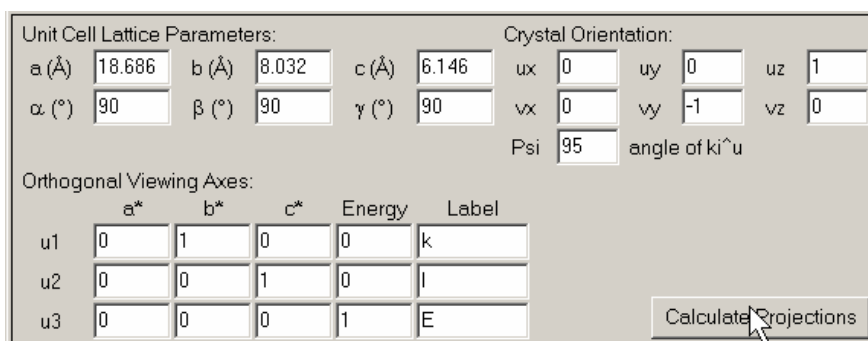 Unit Cell Lattice Parameters: Crystal Orientation:
a (Å) 18.686 b (Å) 8.032 c (Å) 6.146 ux 0 uy 0 uz 1
α (°) 90 β (°) 90 γ (°) 90 vx 0 vy -1 vz 0
Psi 95 angle of ki^u
Orthogonal Viewing Axes:
a* b* c* Energy Label
u1 0 1 0 0 k
u2 0 0 1 0 l
u3 0 0 0 1 E
Calculate Projections